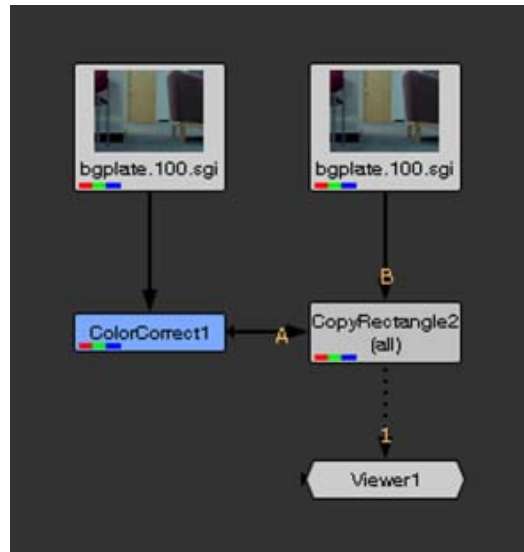 bgplate.100.sgi
bgplate.100.sgi
B
ColorCorrect1
A
CopyRectangle2
(all)
1
Viewer1